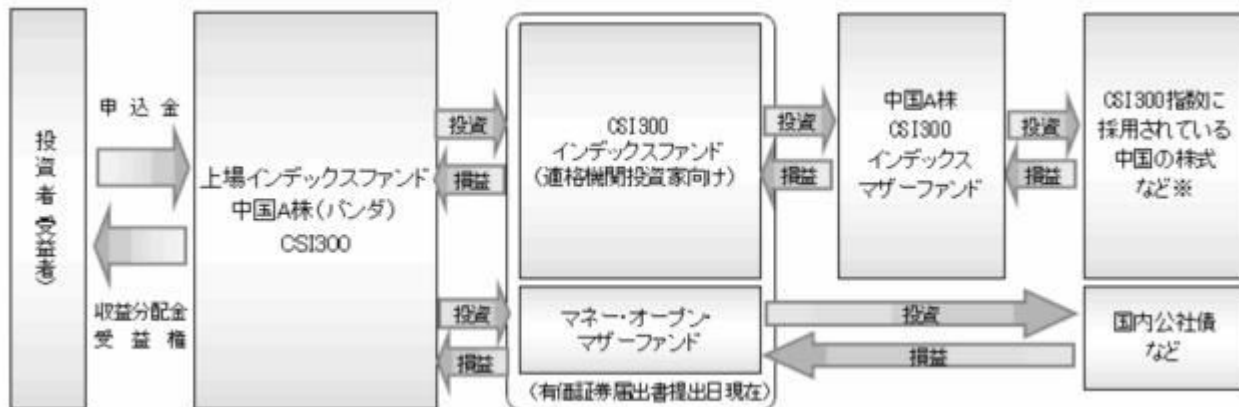 投資者（受益者）
申込金
収益分配金
受益権
上場インデックスファンド
中国A株（パンダ）
CSI300
投資
損益
投資
損益
CSI300
インデックスファンド
（適格機関投資家向け）
マネー・オープン・
マザーファンド
（有価証券届出書提出日現在）
投資
損益
中国A株
CSI300
インデックス
マザーファンド
投資
損益
CSI300指数に
採用されている
中国の株式
など※
投資
損益
国内公社債
など